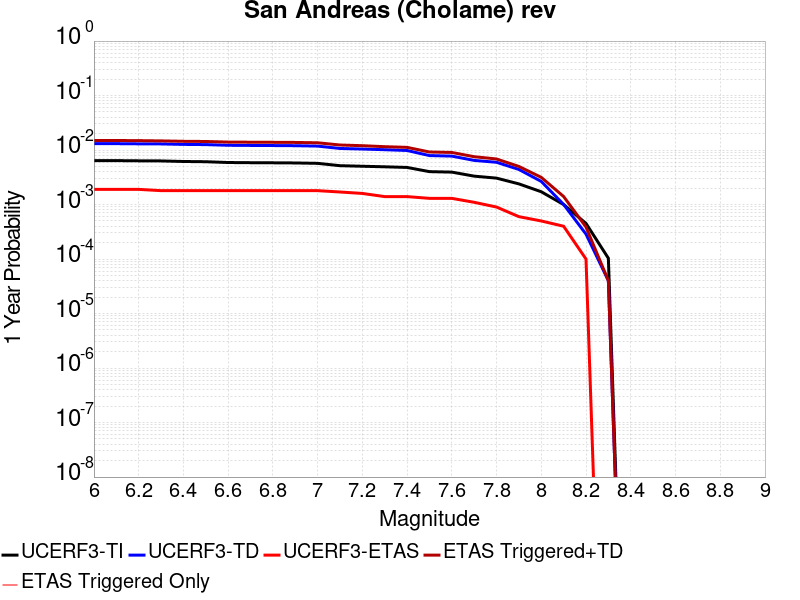 San Andreas (Cholame) rev
10^0
10^-1
10^-2
10^-3
10^-4
10^-5
10^-6
10^-7
10^-8
1 Year Probability
6 6.2 6.4 6.6 6.8 7 7.2 7.4 7.6 7.8 8 8.2 8.4 8.6 8.8 9
Magnitude
UCERF3-TI UCERF3-TD UCERF3-ETAS ETAS Triggered+TD
ETAS Triggered Only